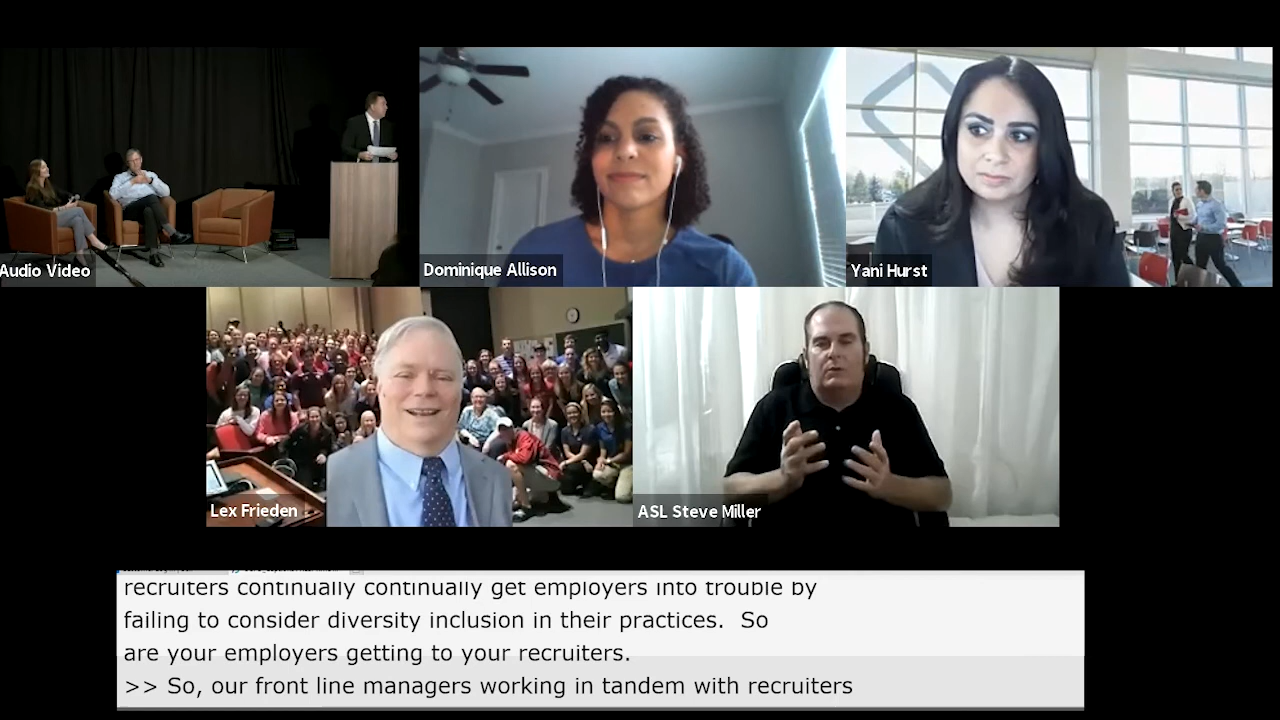 Audio Video
Dominique Allison
Yani Hurst
Lex Frieden
ASL Steve Miller
recruiters continually continually get employers into trouble by
failing to consider diversity inclusion in their practices.  So
are your employers getting to your recruiters.
>> So, our front line managers working in tandem with recruiters